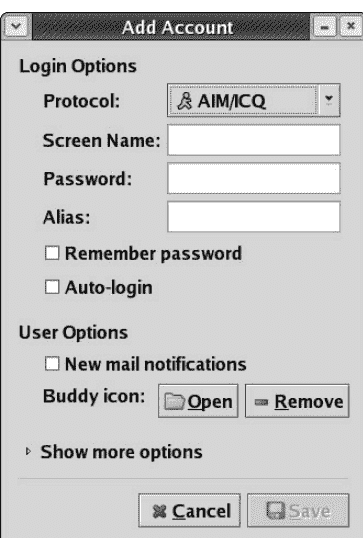 Add Account
Login Options
Protocol: AIM/ICQ
Screen Name:
Password:
Alias:
Remember password
Auto-login
User Options
New mail notifications
Buddy icon: Open Remove
Show more options
Cancel Save